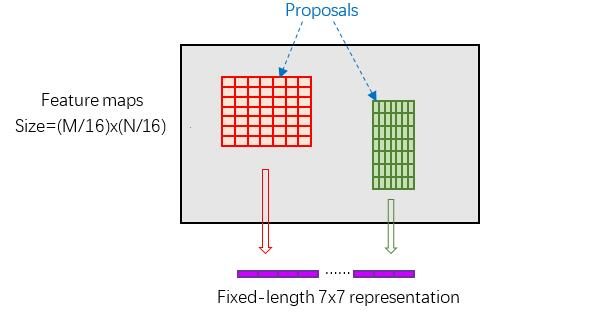 Proposals
Feature maps
Size=(M/16)x(N/16)
......
Fixed-length 7x7 representation